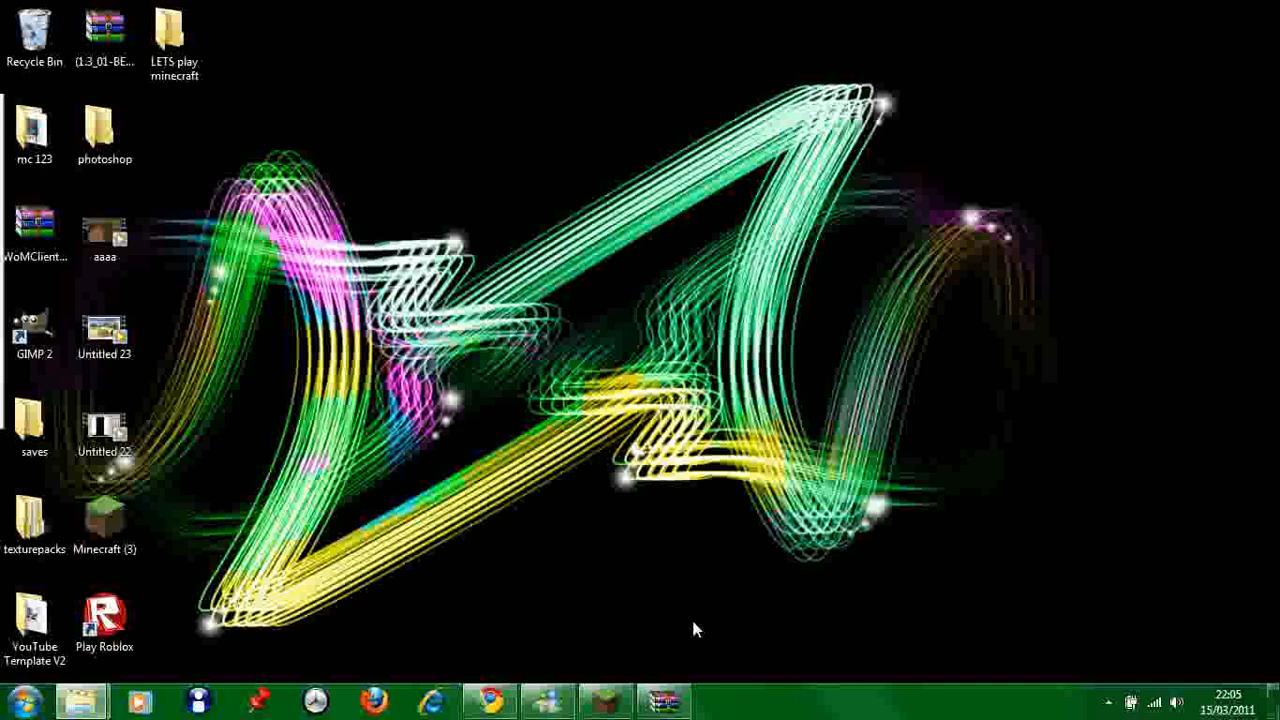 Recycle Bin
(1.3_01-BE...
LETS play
minecraft
mc 123
photoshop
WoMClient...
aaaa
GIMP 2
Untitled 23
saves
Untitled 22
texturepacks
Minecraft (3)
YouTube
Template V2
Play Roblox
22:05
15/03/2011